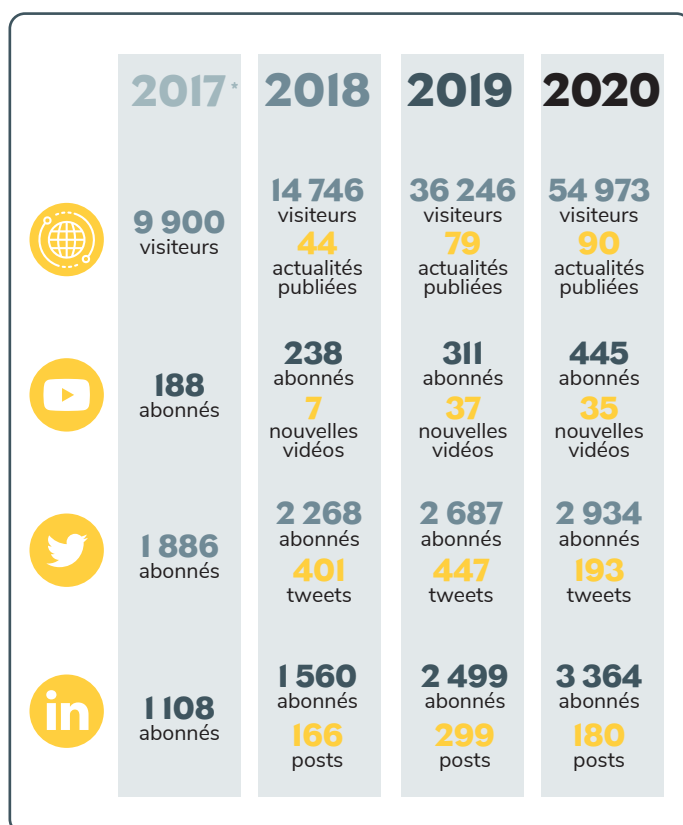 2017*
2018
2019
2020
9 900
visiteurs
14 746
visiteurs
44
actualités
publiées
36 246
visiteurs
79
actualités
publiées
54 973
visiteurs
90
actualités
publiées
188
abonnés
238
abonnés
7
nouvelles
vidéos
311
abonnés
37
nouvelles
vidéos
445
abonnés
35
nouvelles
vidéos
1 886
abonnés
2 268
abonnés
401
tweets
2 687
abonnés
447
tweets
2 934
abonnés
193
tweets
in
1 108
abonnés
1 560
abonnés
166
posts
2 499
abonnés
299
posts
3 364
abonnés
180
posts